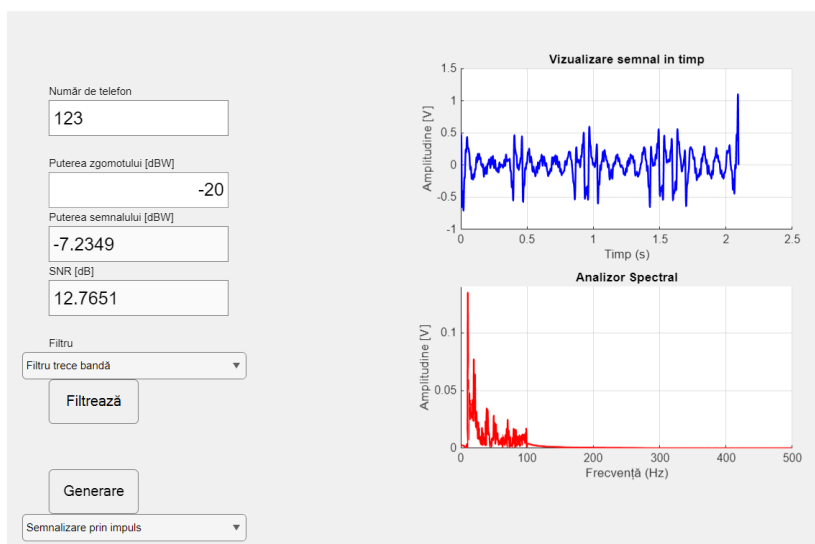 Număr de telefon
123
Puterea zgomotului [dBW]
-20
Puterea semnalului [dBW]
-7.2349
SNR [dB]
12.7651
Filtru
Filtru trece bandă
Filtrează
Generare
Semnalizare prin impuls
Vizualizare semnal in timp
Amplitudine [V]
1.5
1
0.5
0
-0.5
-1
0 0.5 1 1.5 2 2.5
Timp (s)
Analizor Spectral
Amplitudine [V]
0.1
0.05
0
0 100 200 300 400 500
Frecvență (Hz)